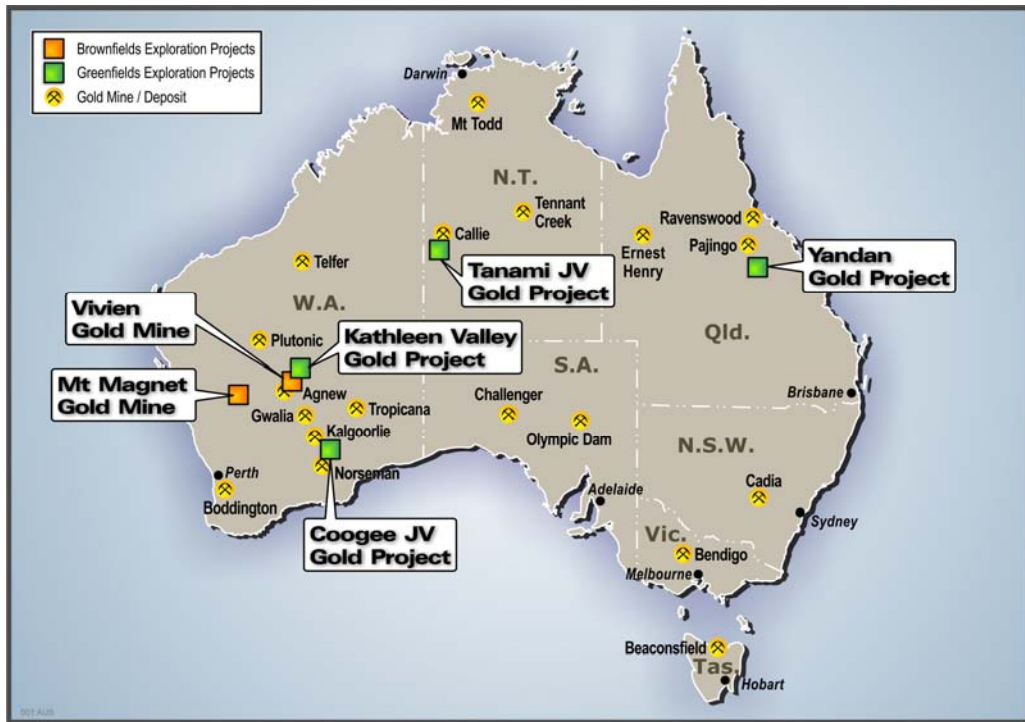 Brownfields Exploration Projects
Greenfields Exploration Projects
Gold Mine / Deposit
Darwin
Mt Todd
N.T.
Tennant
Creek
Callie
Tanami JV
Gold Project
Telfer
W.A.
Ravenswood
Pajingo
Ernest
Henry
Yandan
Gold Project
Qld.
Vivien
Gold Mine
Plutonic
Kathleen Valley
Gold Project
Mt Magnet
Gold Mine
Agnew
Gwalia
Tropicana
Kalgoorlie
Norseman
Perth
Boddington
Coogee JV
Gold Project
S.A.
Challenger
Olympic Dam
Brisbane
N.S.W.
Cadia
Adelaide
Sydney
Vic.
Bendigo
Melbourne
Beaconsfield
Tas.
Hobart
001 AUS